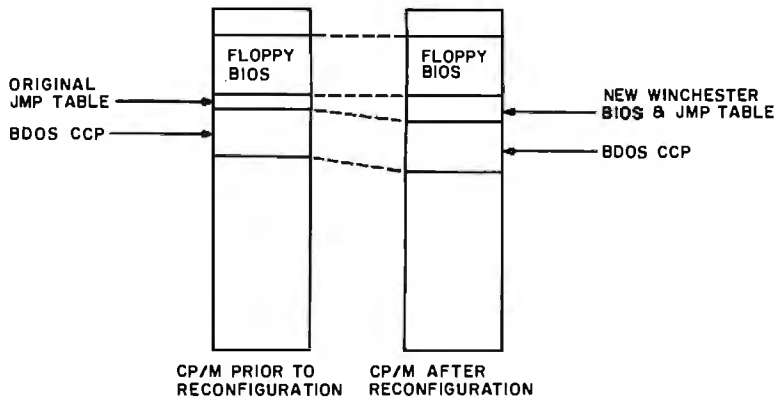 FLOPPY
BIOS
ORIGINAL
JMP TABLE
BDOS CCP
FLOPPY
BIOS
NEW WINCHESTER
BIOS & JMP TABLE
BDOS CCP
CP/M PRIOR TO
RECONFIGURATION
CP/M AFTER
RECONFIGURATION